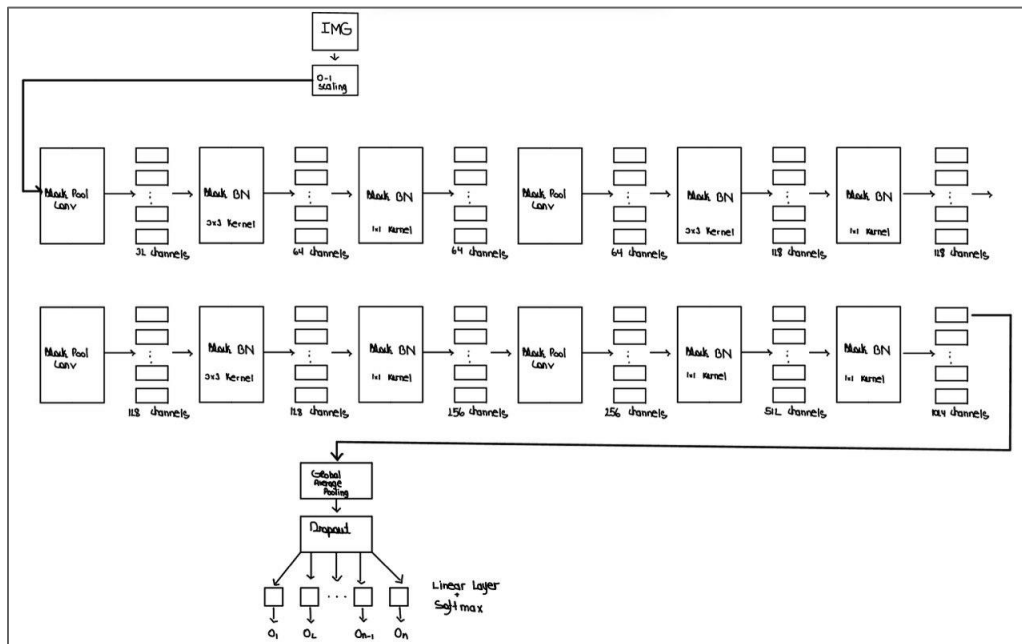 IMG
0-1
scaling
Block Pool
Conv
⋮
32 channels
Block BN
3x3 Kernel
⋮
64 channels
Block BN
1x1 Kernel
⋮
64 channels
Block Pool
Conv
⋮
64 channels
Block BN
3x3 Kernel
⋮
128 channels
Block BN
1x1 Kernel
⋮
128 channels
Block Pool
Conv
⋮
128 channels
Block BN
3x3 Kernel
⋮
128 channels
Block BN
1x1 Kernel
⋮
256 channels
Block Pool
Conv
⋮
256 channels
Block BN
1x1 Kernel
⋮
512 channels
Block BN
1x1 Kernel
⋮
1024 channels
Global
Average
Pooling
Dropout
...
Linear Layer
+
Softmax
O1 O2 On-1 On